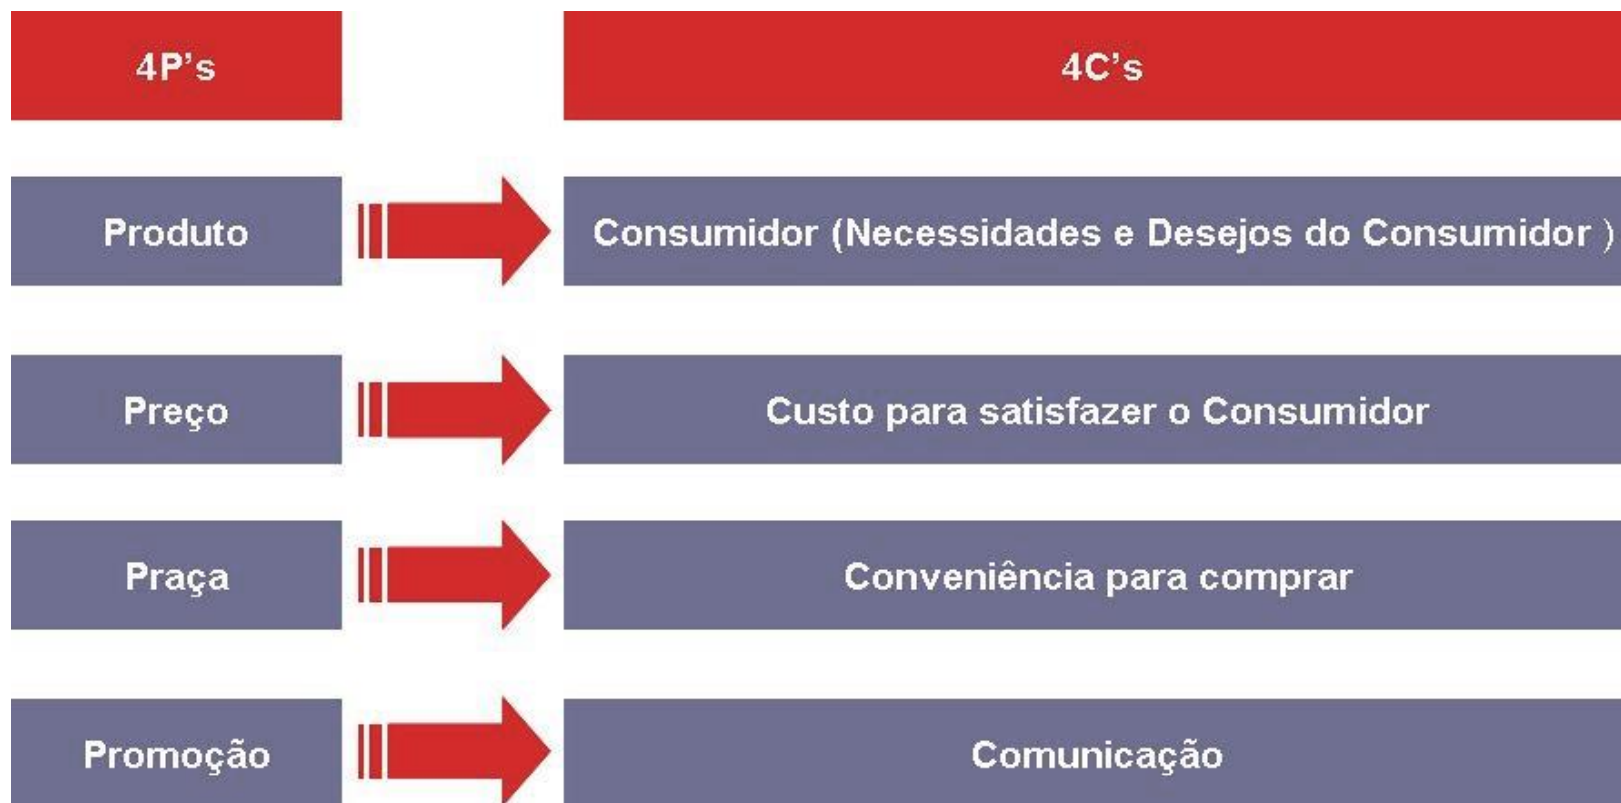 4P's
4C's
Produto
Consumidor (Necessidades e Desejos do Consumidor )
Preço
Custo para satisfazer o Consumidor
Praça
Conveniência para comprar
Promoção
Comunicação